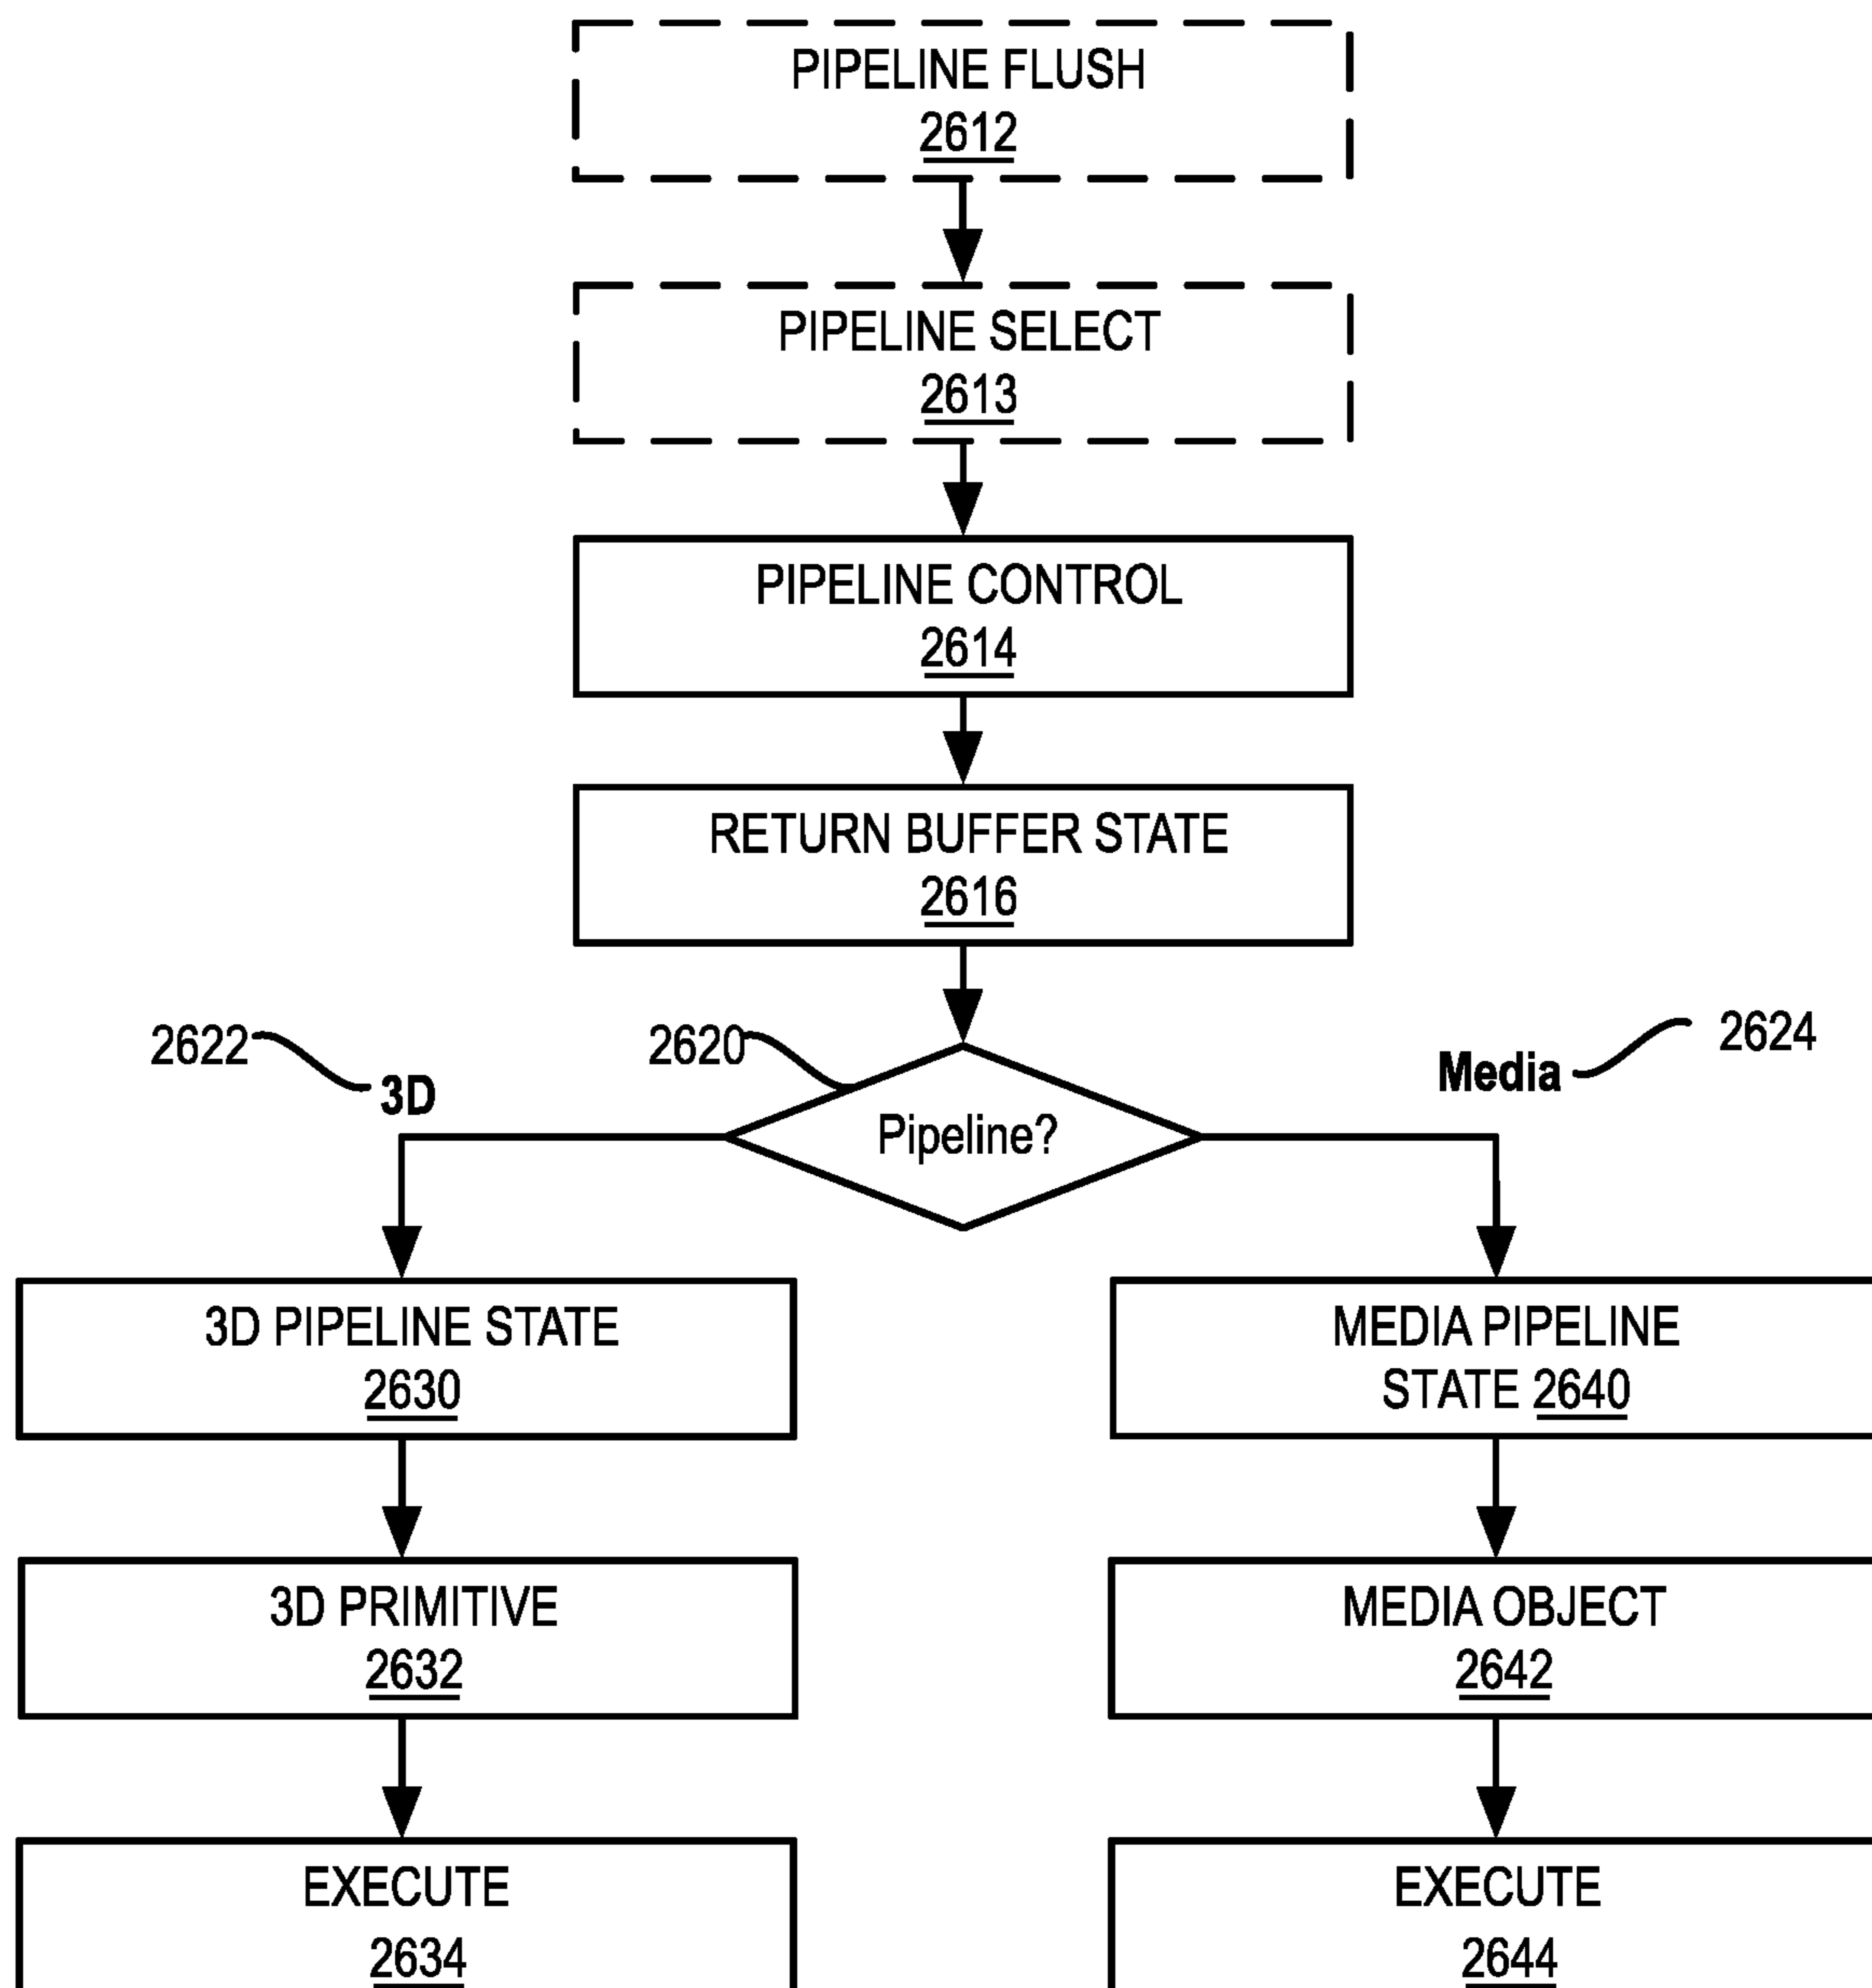 PIPELINE FLUSH
2612
PIPELINE SELECT
2613
PIPELINE CONTROL
2614
RETURN BUFFER STATE
2616
2622
3D
2620
Pipeline?
Media
2624
3D PIPELINE STATE
2630
MEDIA PIPELINE
STATE 2640
3D PRIMITIVE
2632
MEDIA OBJECT
2642
EXECUTE
2634
EXECUTE
2644